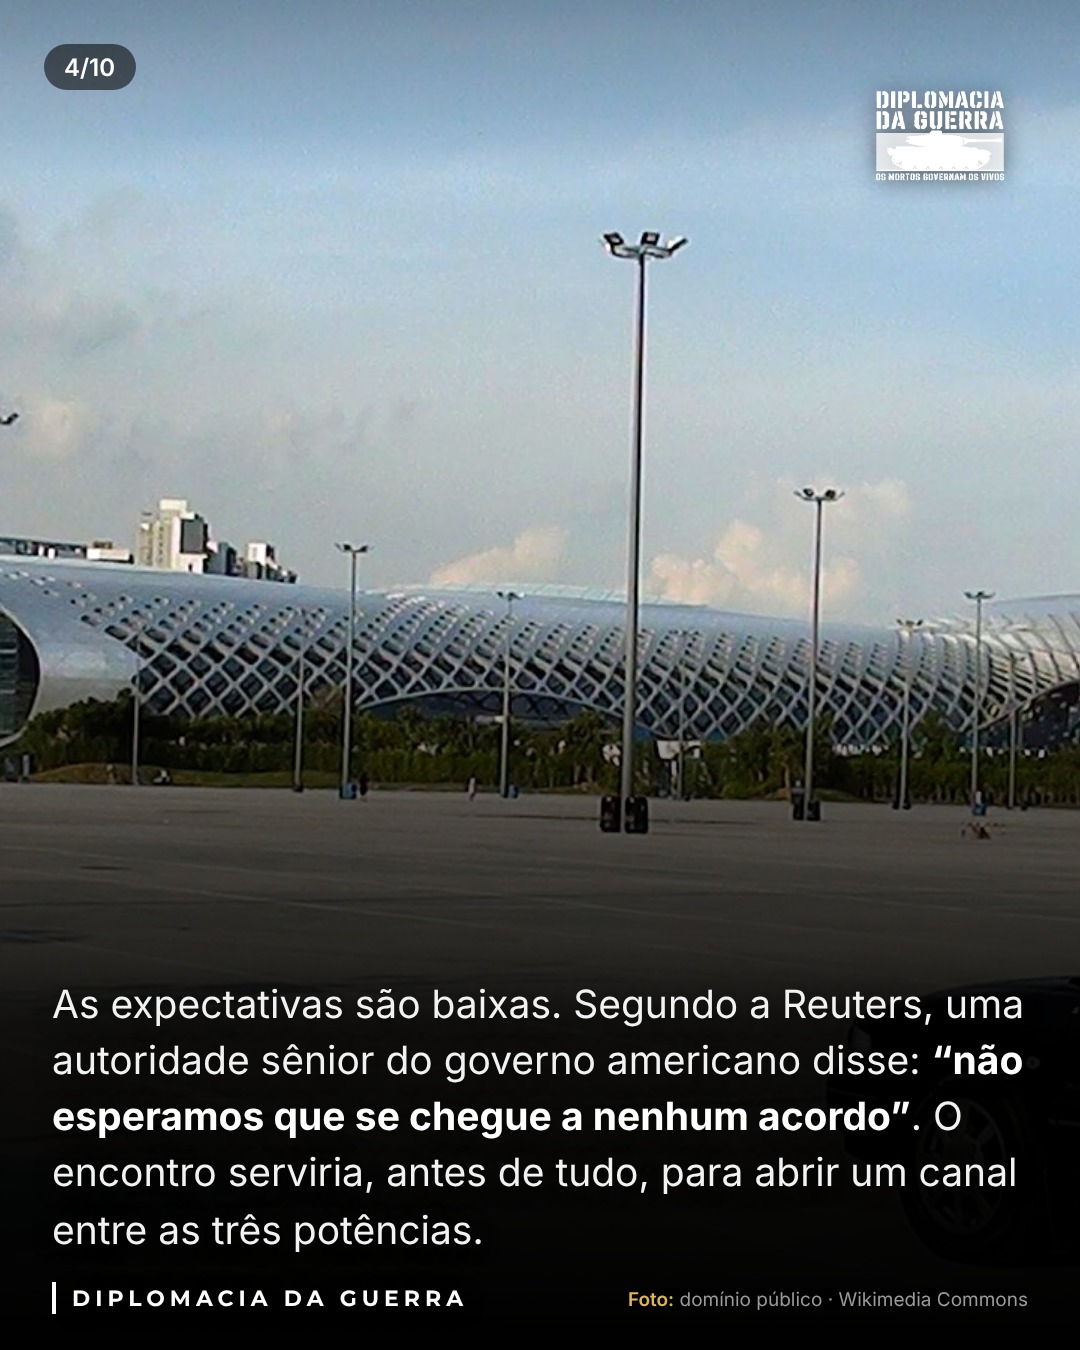 4/10
DIPLOMACIA
DA GUERRA
OS MORTOS GOVERNAM OS VIVOS
As expectativas são baixas. Segundo a Reuters, uma
autoridade sênior do governo americano disse: “não
esperamos que se chegue a nenhum acordo”. O
encontro serviria, antes de tudo, para abrir um canal
entre as três potências.
DIPLOMACIA DA GUERRA
Foto: domínio público · Wikimedia Commons